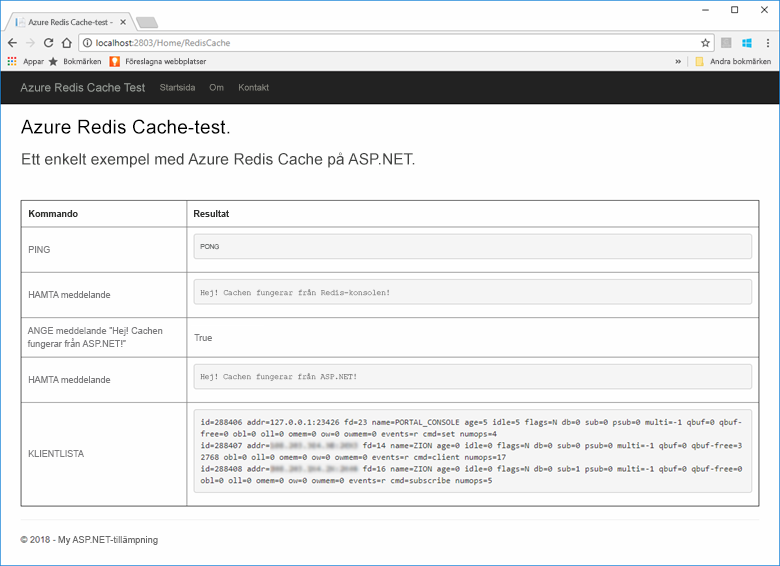 Azure Redis Cache-test -
localhost:2803/Home/RedisCache
Appar Bokmärken Föreslagna webbplatser » Andra bokmärken
Azure Redis Cache Test Startsida Om Kontakt
Azure Redis Cache-test.
Ett enkelt exempel med Azure Redis Cache på ASP.NET.
Kommando Resultat
PING PONG
HÄMTA meddelande Hej! Cachen fungerar från Redis-konsolen!
ANGE meddelande "Hej! Cachen
fungerar från ASP.NET!" True
HÄMTA meddelande Hej! Cachen fungerar från ASP.NET!
KLIENTLISTA
id=288406 addr=127.0.0.1:23426 fd=23 name=PORTAL_CONSOLE age=5 idle=5 flags=N db=0 sub=0 psub=0 multi=-1 qbuf=0 qbuf-
free=0 obl=0 oll=0 omem=0 ow=0 owmem=0 events=r cmd=set numops=4
id=288407 addr= fd=14 name=ZION age=0 idle=0 flags=N db=0 sub=0 psub=0 multi=-1 qbuf=0 qbuf-free=3
2768 obl=0 oll=0 omem=0 ow=0 owmem=0 events=r cmd=client numops=17
id=288408 addr= fd=16 name=ZION age=0 idle=0 flags=N db=0 sub=1 psub=0 multi=-1 qbuf=0 qbuf-free=0
obl=0 oll=0 omem=0 ow=0 owmem=0 events=r cmd=subscribe numops=5
© 2018 - My ASP.NET-tillämpning